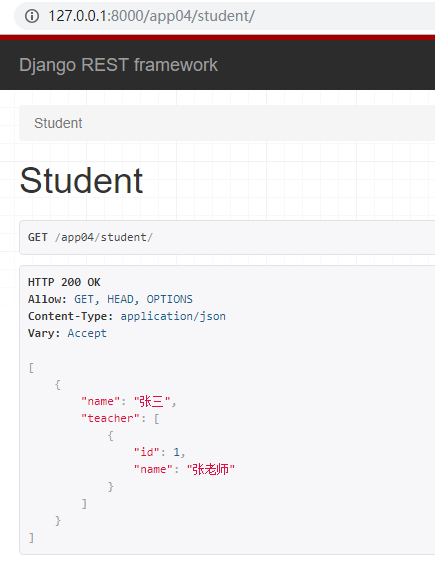 127.0.0.1:8000/app04/student/
Django REST framework
Student
Student
GET /app04/student/
HTTP 200 OK
Allow: GET, HEAD, OPTIONS
Content-Type: application/json
Vary: Accept
[
    {
        "name": "张三",
        "teacher": [
            {
                "id": 1,
                "name": "张老师"
            }
        ]
    }
]